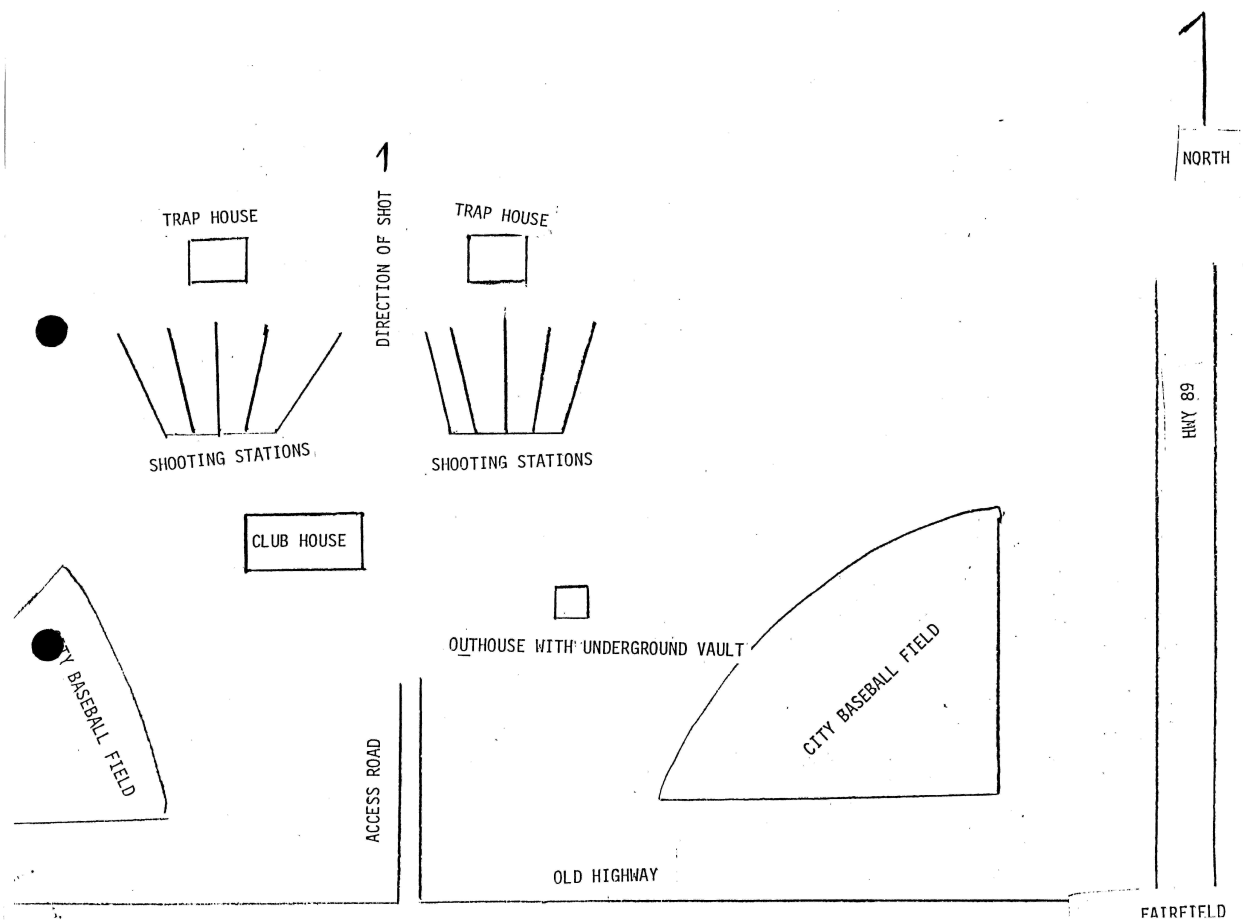 NORTH
TRAP HOUSE
TRAP HOUSE
DIRECTION OF SHOT
HWY 89
SHOOTING STATIONS
SHOOTING STATIONS
CLUB HOUSE
OUTHOUSE WITH UNDERGROUND VAULT
CITY BASEBALL FIELD
BASEBALL FIELD
ACCESS ROAD
OLD HIGHWAY
FAIRFIELD